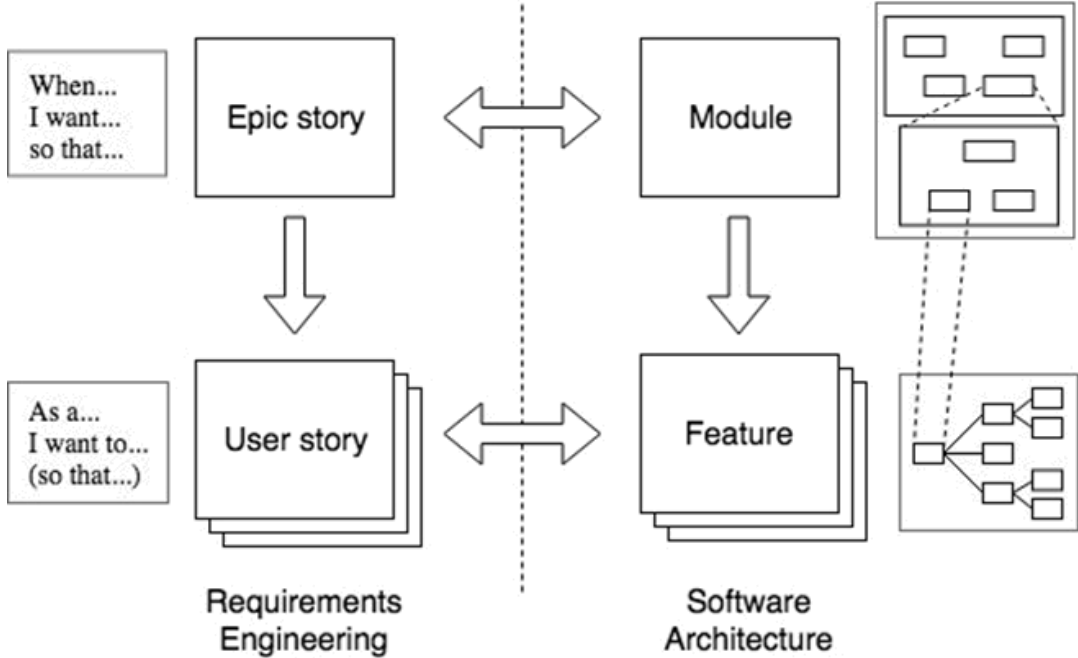 When...
I want...
so that...
Epic story
Module
As a...
I want to...
(so that...)
User story
Feature
Requirements
Engineering
Software
Architecture